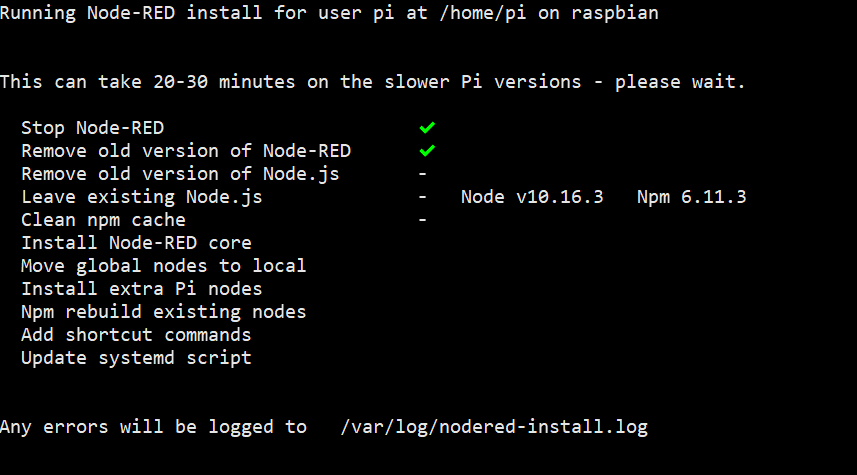 Running Node-RED install for user pi at /home/pi on raspbian
This can take 20-30 minutes on the slower Pi versions - please wait.
Stop Node-RED ✔
Remove old version of Node-RED ✔
Remove old version of Node.js -
Leave existing Node.js - Node v10.16.3 Npm 6.11.3
Clean npm cache -
Install Node-RED core
Move global nodes to local
Install extra Pi nodes
Npm rebuild existing nodes
Add shortcut commands
Update systemd script
Any errors will be logged to /var/log/nodered-install.log